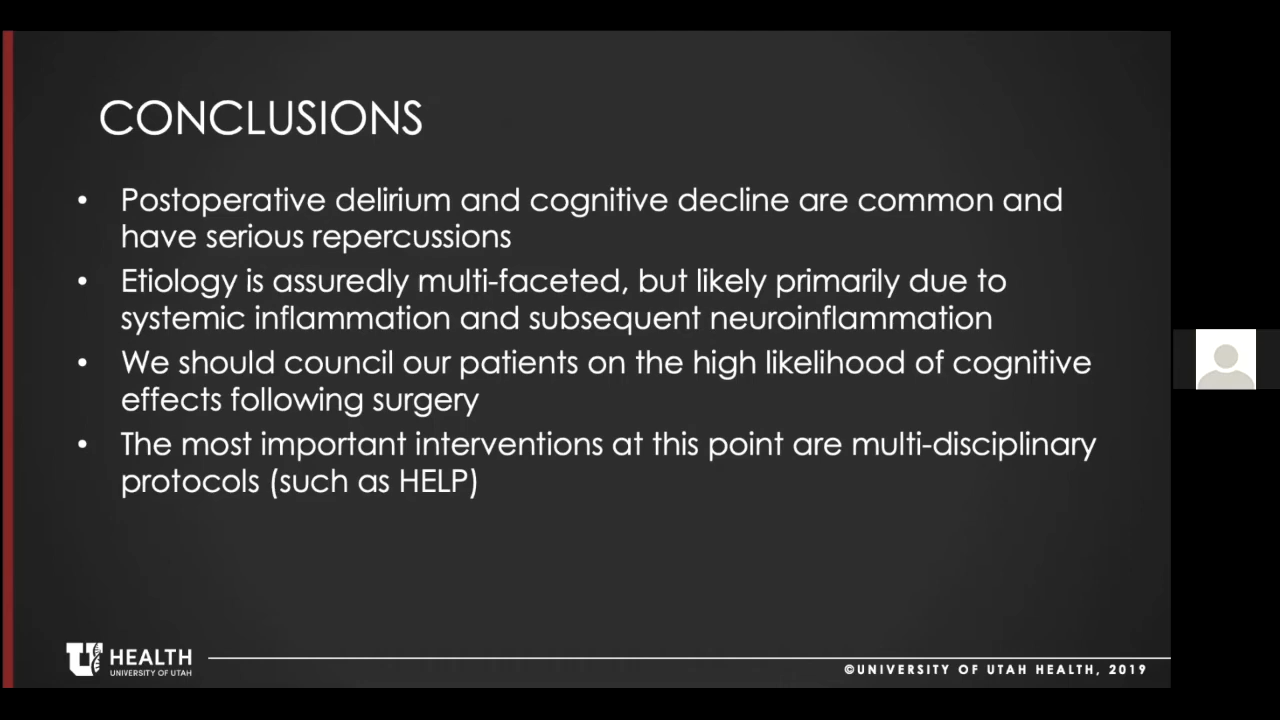 CONCLUSIONS
• Postoperative delirium and cognitive decline are common and
have serious repercussions
• Etiology is assuredly multi-faceted, but likely primarily due to
systemic inflammation and subsequent neuroinflammation
• We should council our patients on the high likelihood of cognitive
effects following surgery
• The most important interventions at this point are multi-disciplinary
protocols (such as HELP)
U HEALTH
UNIVERSITY OF UTAH
©UNIVERSITY OF UTAH HEALTH, 2019